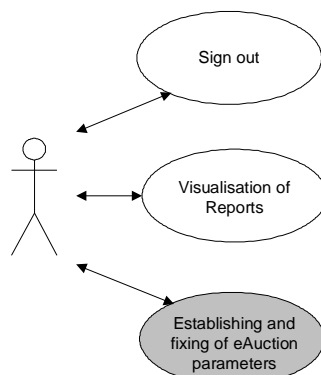 Sign out
Visualisation of
Reports
Establishing and
fixing of eAuction
parameters